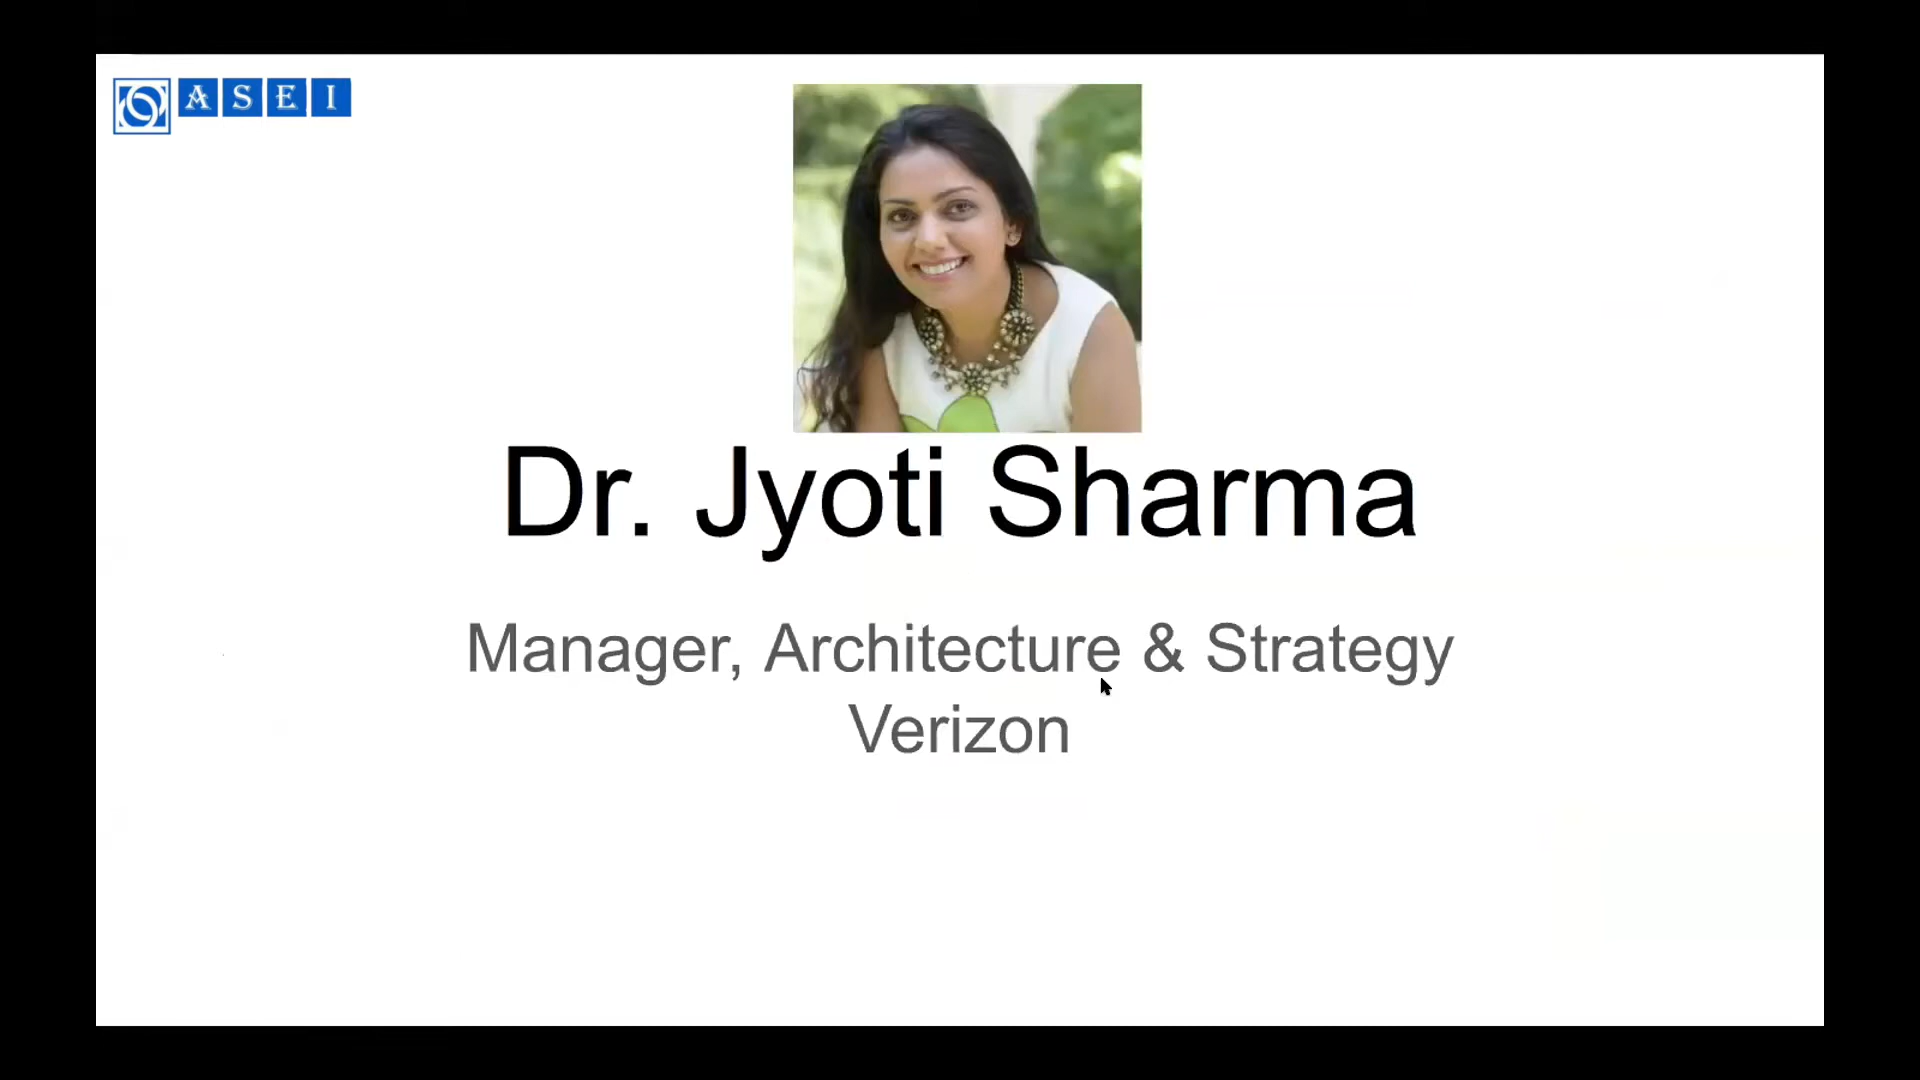 ASEI
Dr. Jyoti Sharma
Manager, Architecture & Strategy
Verizon